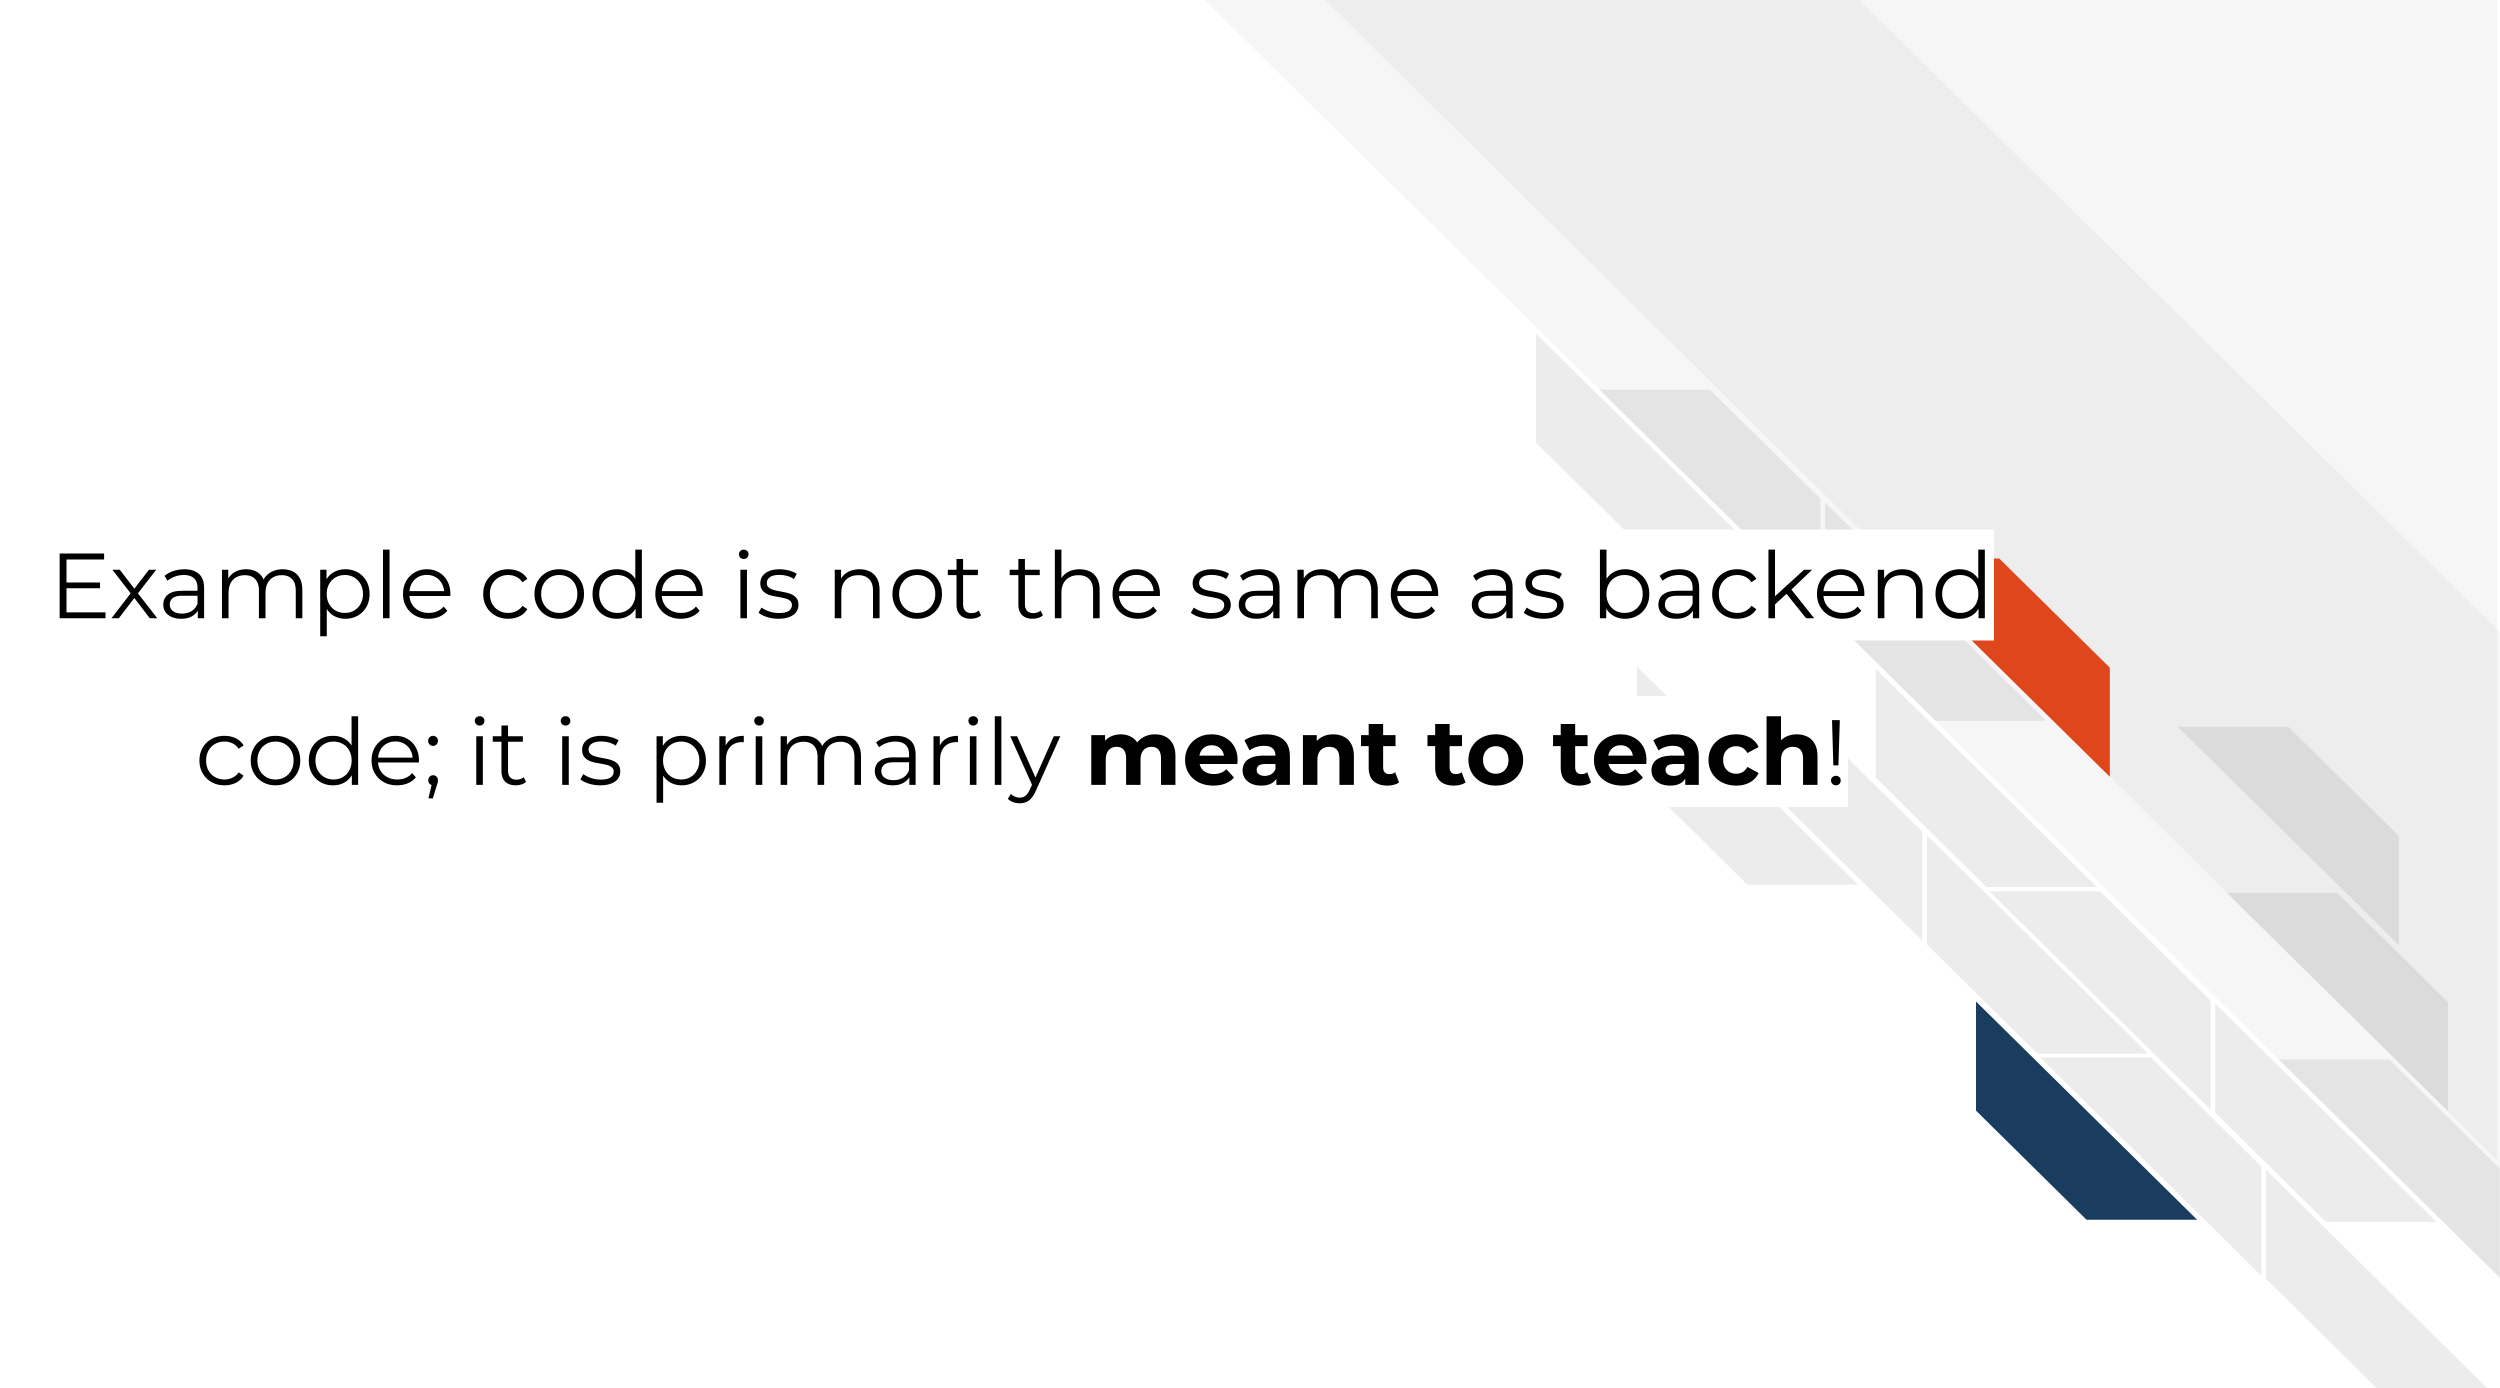 Example code is not the same as backend
code; it is primarily meant to teach!